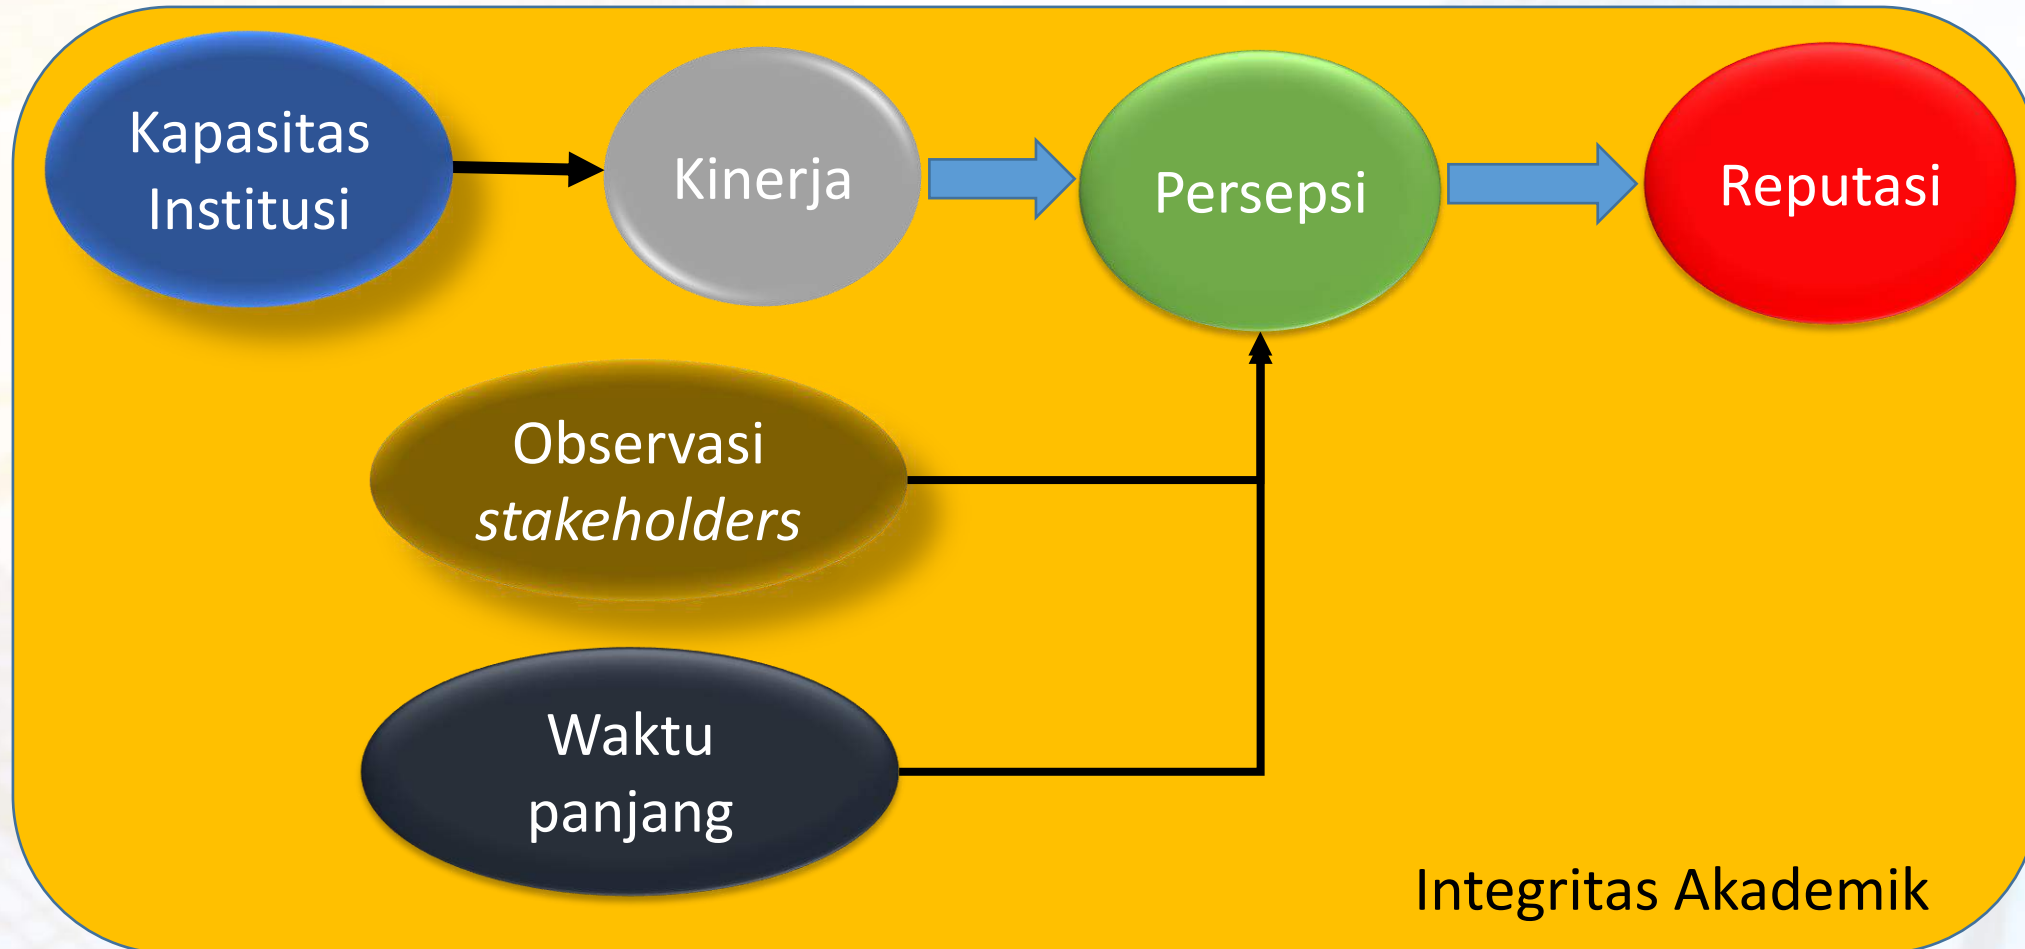 Kapasitas
Institusi
Kinerja
Persepsi
Reputasi
Observasi
stakeholders
Waktu
panjang
Integritas Akademik